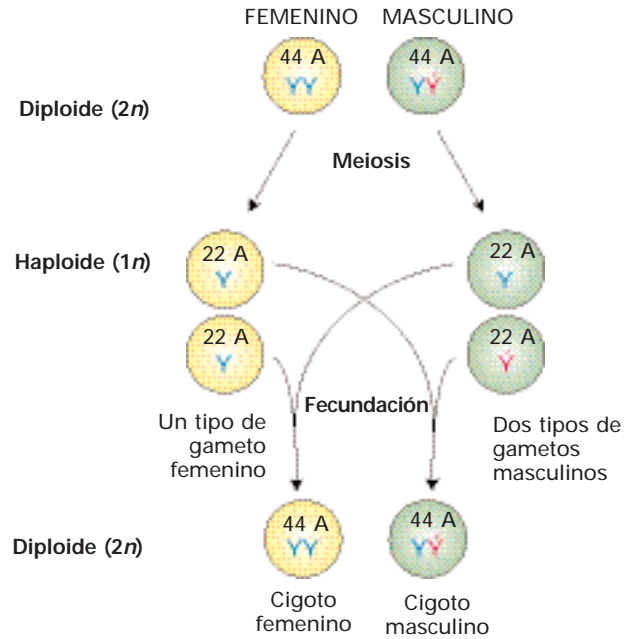 FEMENINO MASCULINO
44 A 44 A
Diploide (2n)
Meiosis
Haploide (1n)
22 A 22 A
22 A 22 A
Fecundación
Un tipo de
gameto
femenino
Dos tipos de
gametos
masculinos
44 A 44 A
Diploide (2n)
Cigoto
femenino
Cigoto
masculino